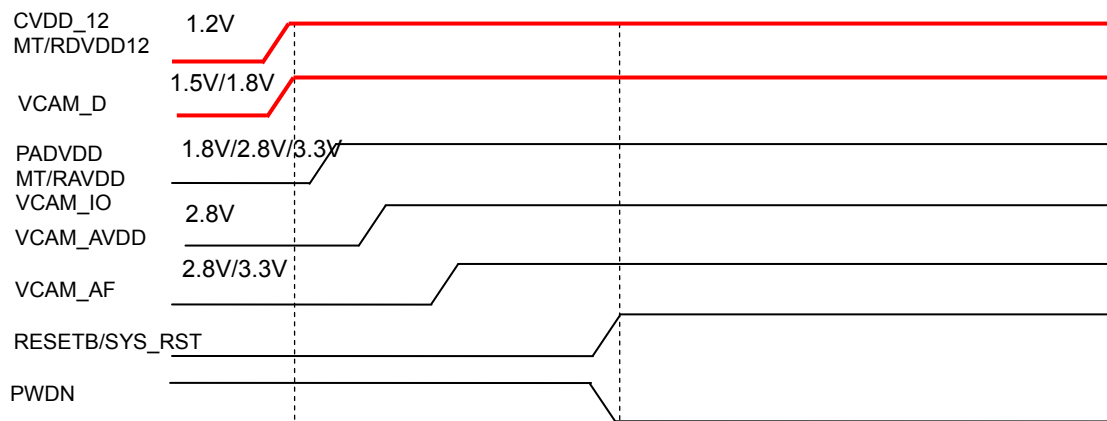 CVDD_12 1.2V
MT/RDVDD12
1.5V/1.8V
VCAM_D
PADVDD 1.8V/2.8V/3.3V
MT/RAVDD
VCAM_IO 2.8V
VCAM_AVDD
2.8V/3.3V
VCAM_AF
RESETB/SYS_RST
PWDN